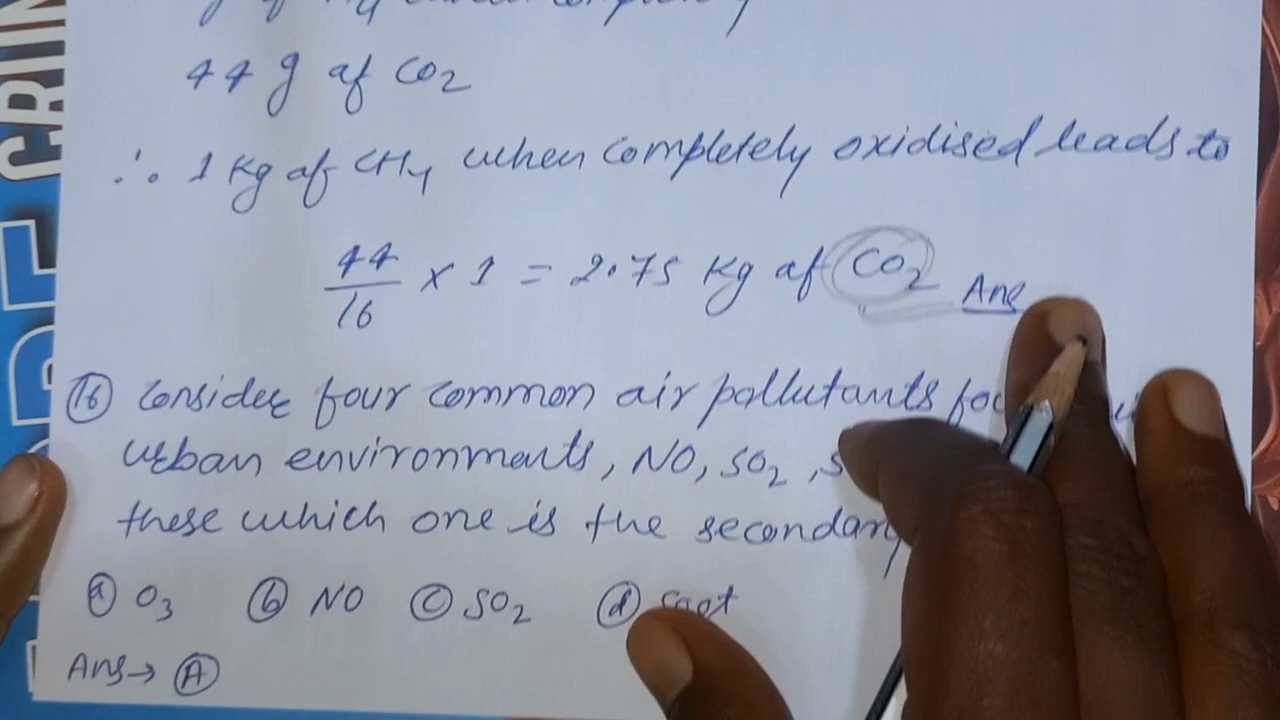 44 g of CO2
∴ 1 Kg of CH4 when completely oxidised leads to
44/16 × 1 = 2.75 Kg of CO2 Ans
16 Consider four common air pollutants
urban environments, NO, SO2,
these which one is the secondary
a O3 b NO c SO2 d Soot
Ans → A